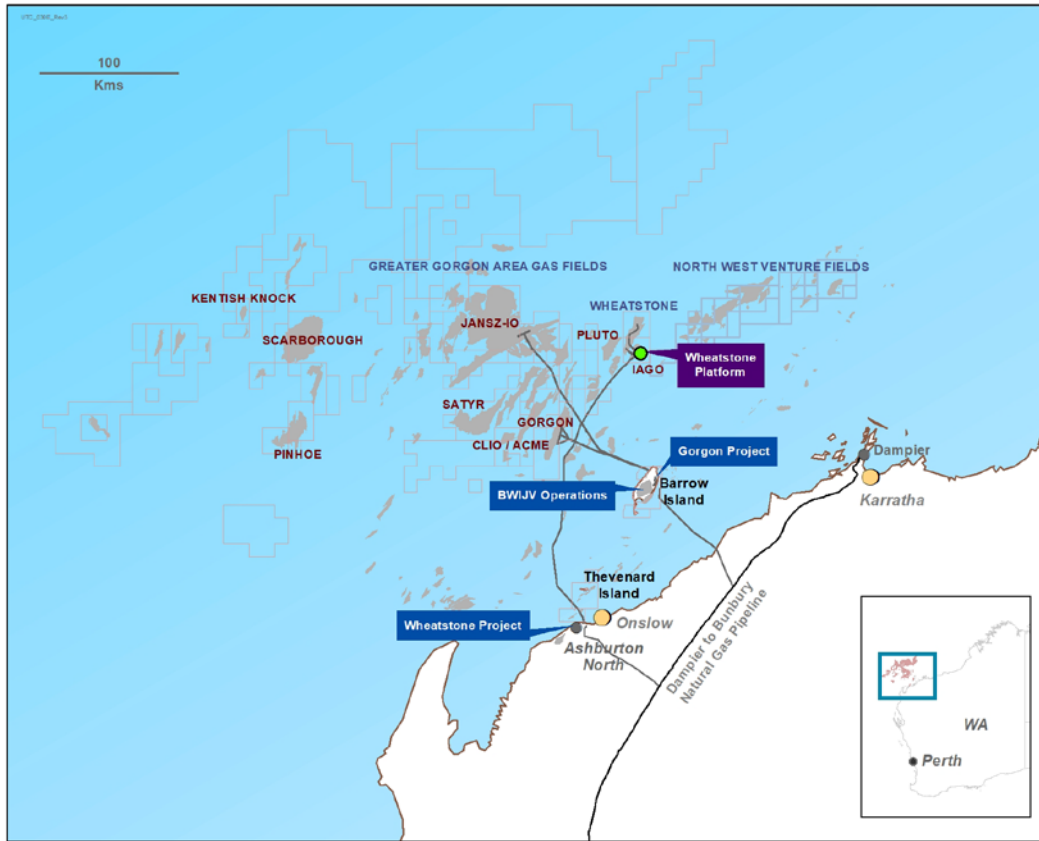 100
Kms
GREATER GORGON AREA GAS FIELDS
NORTH WEST VENTURE FIELDS
KENTISH KNOCK
WHEATSTONE
JANSZ-IO
SCARBOROUGH
PLUTO
Wheatstone
Platform
IAGO
SATYR
GORGON
CLIO / ACME
PINHOE
Gorgon Project
Dampier
BWIJV Operations
Barrow
Island
Karratha
Thevenard
Island
Wheatstone Project
Onslow
Ashburton
North
Dampier to Bunbury
Natural Gas Pipeline
WA
Perth